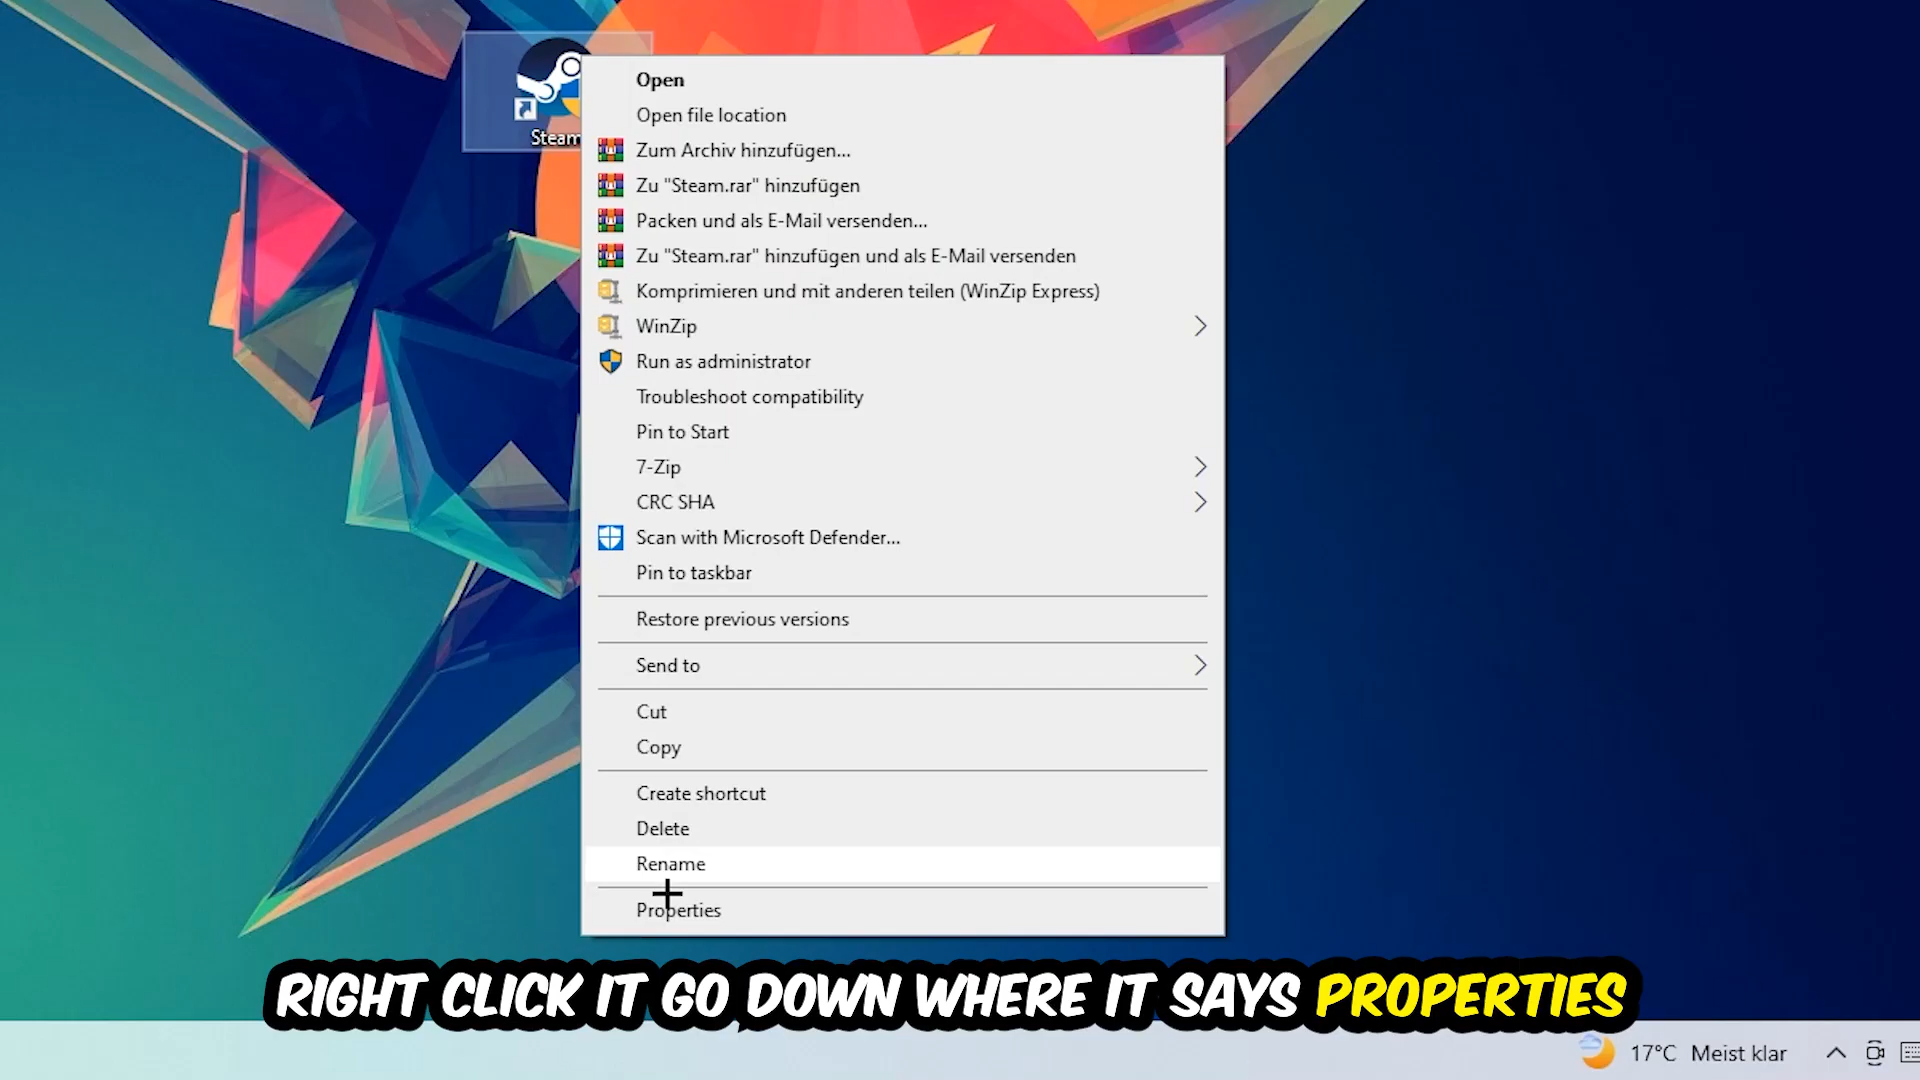 Steam
Open
Open file location
Zum Archiv hinzufügen...
Zu "Steam.rar" hinzufügen
Packen und als E-Mail versenden...
Zu "Steam.rar" hinzufügen und als E-Mail versenden
Komprimieren und mit anderen teilen (WinZip Express)
WinZip
Run as administrator
Troubleshoot compatibility
Pin to Start
7-Zip
CRC SHA
Scan with Microsoft Defender...
Pin to taskbar
Restore previous versions
Send to
Cut
Copy
Create shortcut
Delete
Rename
Properties
RIGHT CLICK IT GO DOWN WHERE IT SAYS PROPERTIES
17°C Meist klar